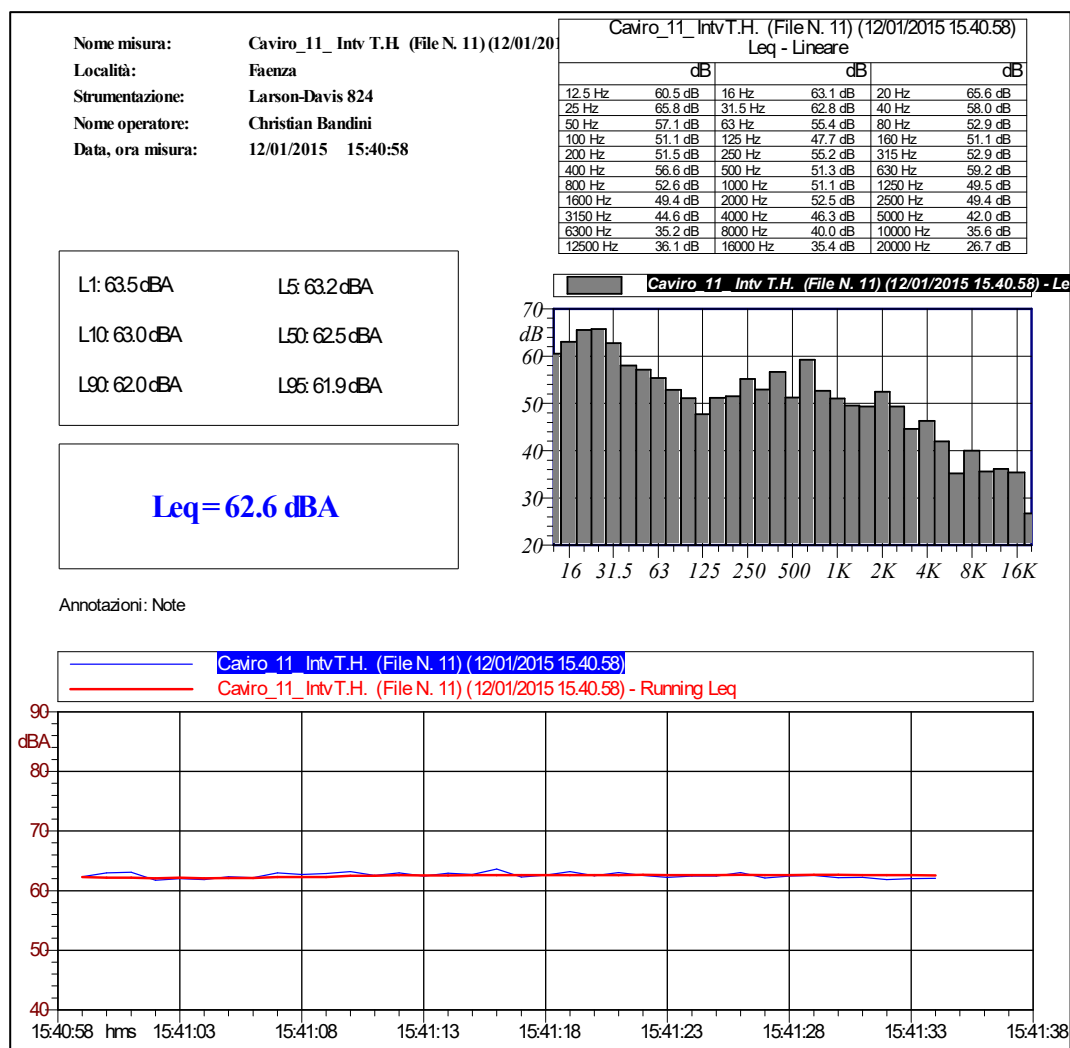 Nome misura: Caviro_11_ Intv T.H. (File N. 11) (12/01/201
Località: Faenza
Strumentazione: Larson-Davis 824
Nome operatore: Christian Bandini
Data, ora misura: 12/01/2015 15:40:58
Caviro_11_ Intv T.H. (File N. 11) (12/01/2015 15.40.58)
Leq - Lineare
dB dB dB
12.5 Hz 60.5 dB 16 Hz 63.1 dB 20 Hz 65.6 dB
25 Hz 65.8 dB 31.5 Hz 62.8 dB 40 Hz 58.0 dB
50 Hz 57.1 dB 63 Hz 55.4 dB 80 Hz 52.9 dB
100 Hz 51.1 dB 125 Hz 47.7 dB 160 Hz 51.1 dB
200 Hz 51.5 dB 250 Hz 55.2 dB 315 Hz 52.9 dB
400 Hz 56.6 dB 500 Hz 51.3 dB 630 Hz 59.2 dB
800 Hz 52.6 dB 1000 Hz 51.1 dB 1250 Hz 49.5 dB
1600 Hz 49.4 dB 2000 Hz 52.5 dB 2500 Hz 49.4 dB
3150 Hz 44.6 dB 4000 Hz 46.3 dB 5000 Hz 42.0 dB
6300 Hz 35.2 dB 8000 Hz 40.0 dB 10000 Hz 35.6 dB
12500 Hz 36.1 dB 16000 Hz 35.4 dB 20000 Hz 26.7 dB
L1: 63.5 dBA L5: 63.2 dBA
L10: 63.0 dBA L50: 62.5 dBA
L90: 62.0 dBA L95: 61.9 dBA
Leq = 62.6 dBA
Caviro_11_ Intv T.H. (File N. 11) (12/01/2015 15.40.58) - Le
70
dB
60
50
40
30
20
16 31.5 63 125 250 500 1K 2K 4K 8K 16K
Annotazioni: Note
Caviro_11_ Intv T.H. (File N. 11) (12/01/2015 15.40.58)
Caviro_11_ Intv T.H. (File N. 11) (12/01/2015 15.40.58) - Running Leq
90
dBA
80
70
60
50
40
15:40:58 hms 15:41:03 15:41:08 15:41:13 15:41:18 15:41:23 15:41:28 15:41:33 15:41:38